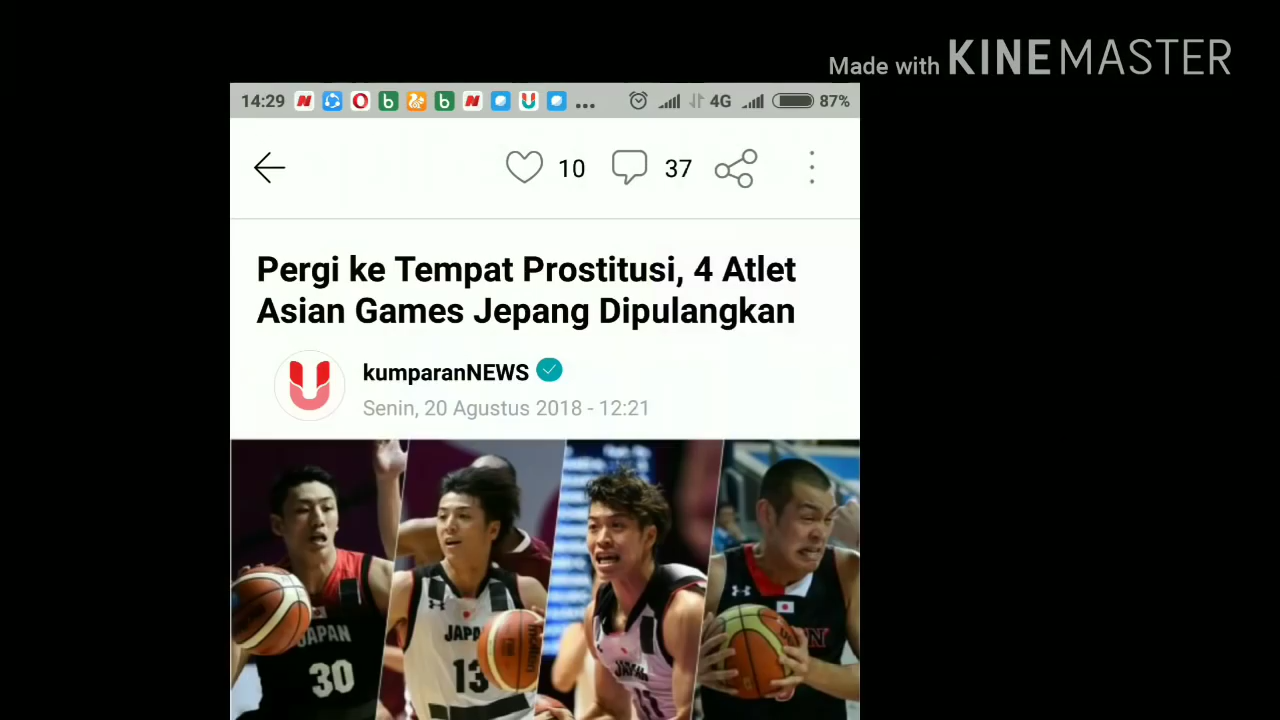 Made with KINEMASTER
14:29 4G 87%
10 37
Pergi ke Tempat Prostitusi, 4 Atlet
Asian Games Jepang Dipulangkan
kumparanNEWS
Senin, 20 Agustus 2018 - 12:21
JAPAN
30
JAPA
13